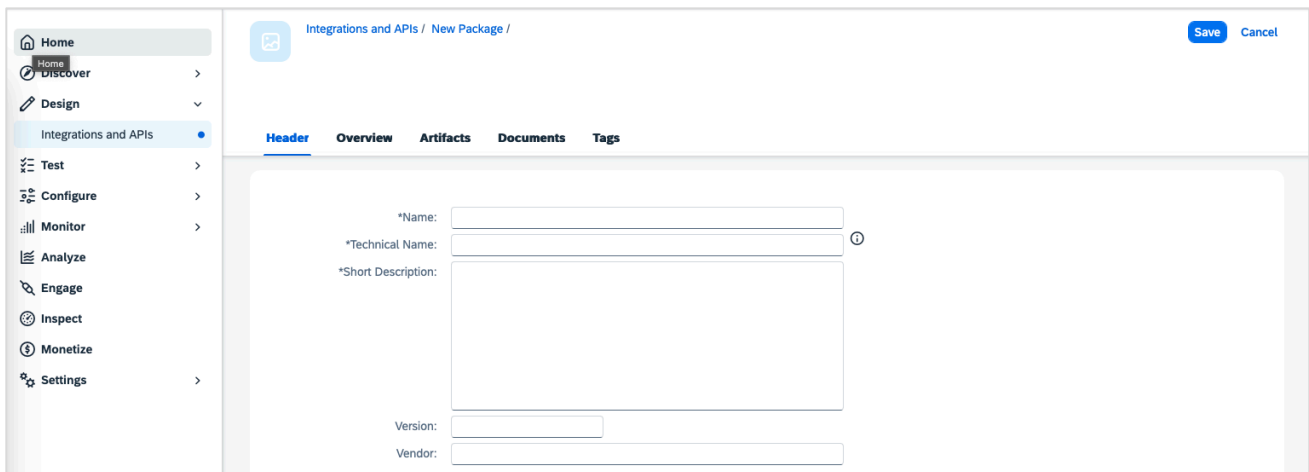 Home
Home
Discover
Design
Integrations and APIs
Test
Configure
Monitor
Analyze
Engage
Inspect
Monetize
Settings
Integrations and APIs / New Package /
Save Cancel
Header Overview Artifacts Documents Tags
*Name:
*Technical Name:
*Short Description:
Version:
Vendor: